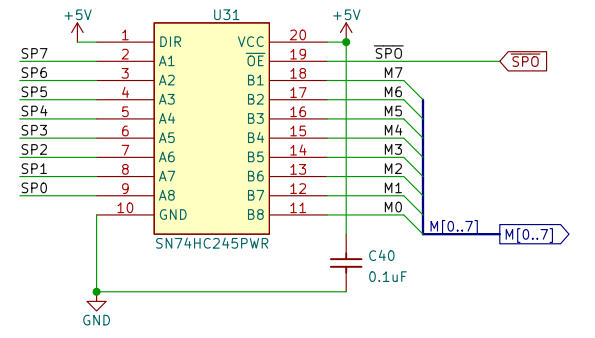 +5V U31 +5V
1 DIR VCC 20
SP7 2 A1 OE 19 SPO SPO
SP6 3 A2 B1 18 M7
SP5 4 A3 B2 17 M6
SP4 5 A4 B3 16 M5
SP3 6 A5 B4 15 M4
SP2 7 A6 B5 14 M3
SP1 8 A7 B6 13 M2
SP0 9 A8 B7 12 M1
10 GND B8 11 M0
M[0..7] M[0..7]
SN74HC245PWR
C40
0.1uF
GND